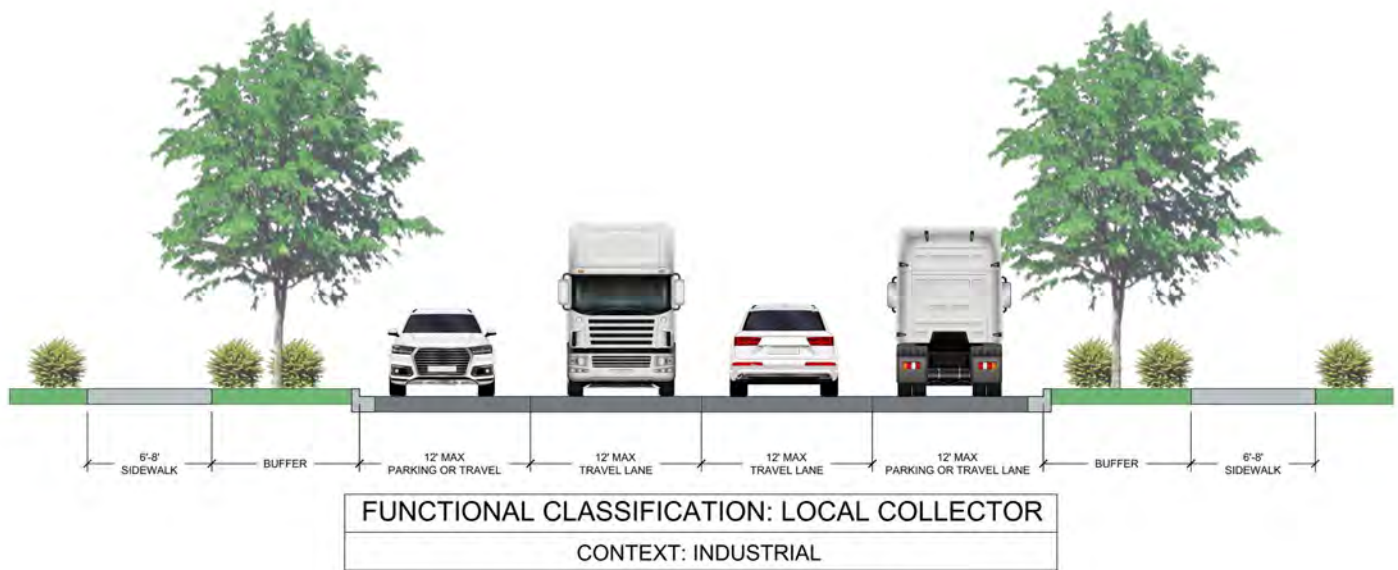 6'-8'
SIDEWALK
BUFFER
12' MAX
PARKING OR TRAVEL
12' MAX
TRAVEL LANE
12' MAX
TRAVEL LANE
12' MAX
PARKING OR TRAVEL LANE
BUFFER
6'-8'
SIDEWALK
FUNCTIONAL CLASSIFICATION: LOCAL COLLECTOR
CONTEXT: INDUSTRIAL